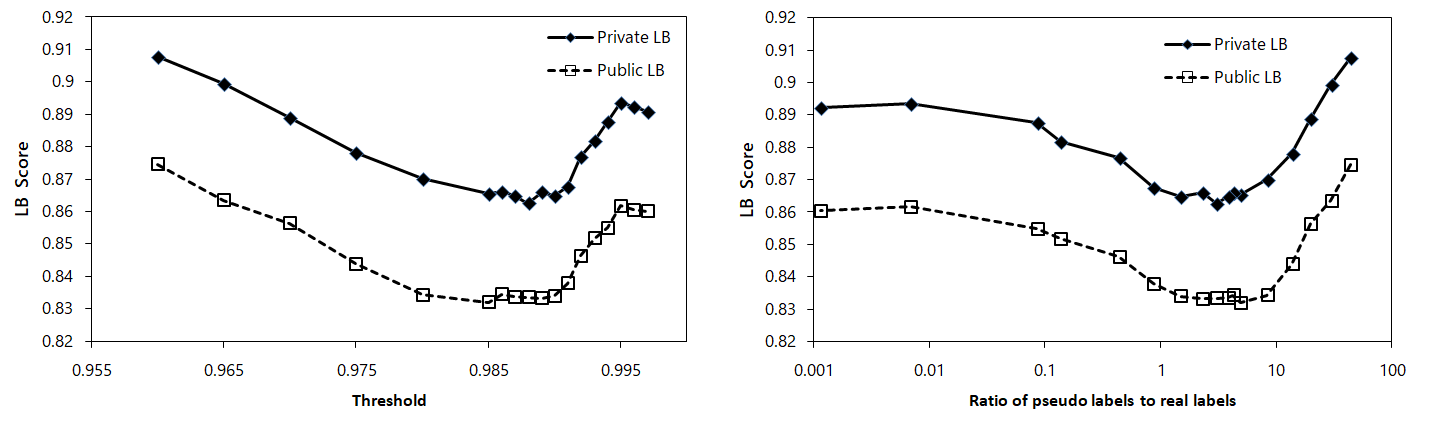 0.92
0.91
0.9
0.89
0.88
0.87
0.86
0.85
0.84
0.83
0.82
LB Score
Private LB
Public LB
0.955 0.965 0.975 0.985 0.995
Threshold
0.92
0.91
0.9
0.89
0.88
0.87
0.86
0.85
0.84
0.83
0.82
LB Score
Private LB
Public LB
0.001 0.01 0.1 1 10 100
Ratio of pseudo labels to real labels